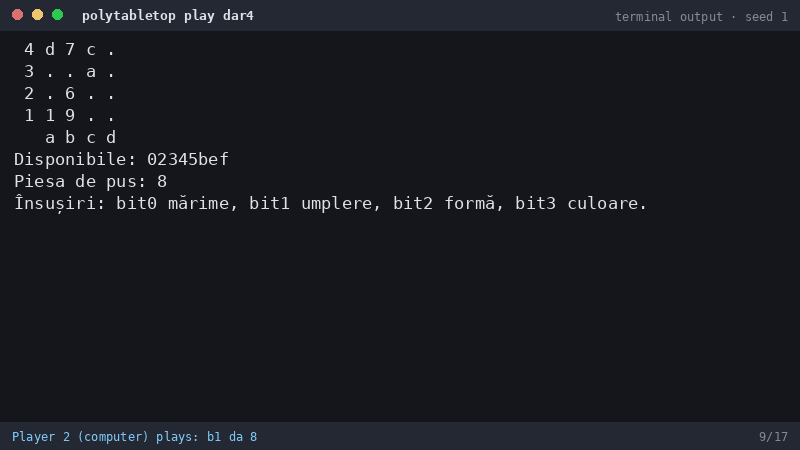 polytabletop play dar4
terminal output · seed 1
4 d 7 c .
3 . . a .
2 . 6 . .
1 1 9 . .
a b c d
Disponibile: 02345bef
Piesa de pus: 8
Însușiri: bit0 mărime, bit1 umplere, bit2 formă, bit3 culoare.
Player 2 (computer) plays: b1 da 8
9/17